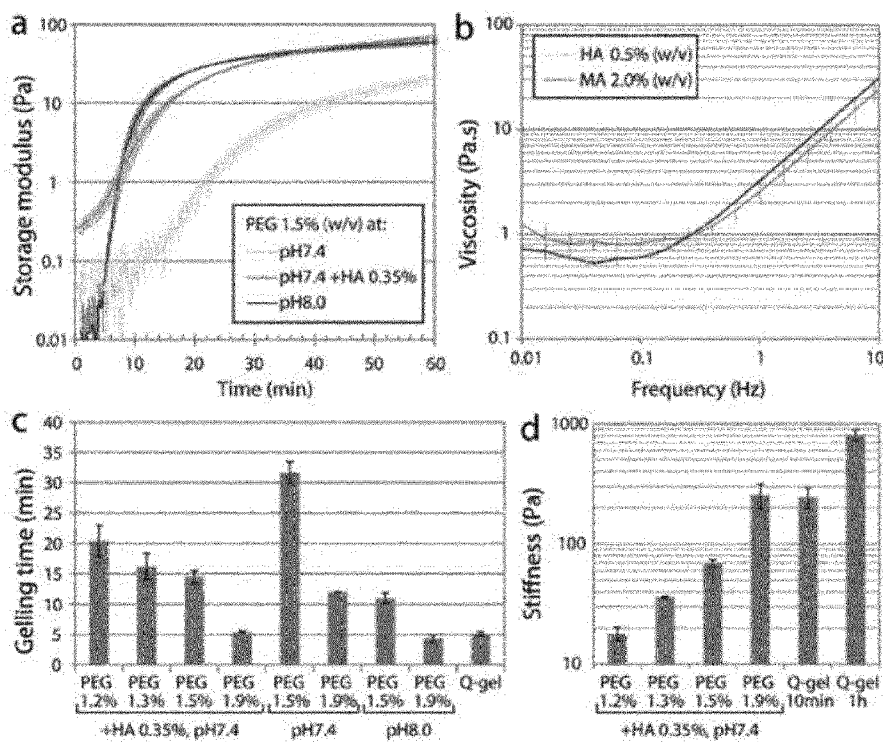 a
Storage modulus (Pa)
100
10
1
0.1
0.01
0 10 20 30 40 50 60
Time (min)
PEG 1.5% (w/v) at:
pH7.4
pH7.4 +HA 0.35%
pH8.0
b
Viscosity (Pa.s)
100
10
1
0.1
0.01 0.1 1 10
Frequency (Hz)
HA 0.5% (w/v)
MA 2.0% (w/v)
c
Gelling time (min)
40
35
30
25
20
15
10
5
0
PEG PEG PEG PEG PEG PEG PEG PEG Q-gel
1.2% 1.3% 1.5% 1.9% 1.5% 1.9% 1.5% 1.9%
+HA 0.35%, pH7.4 pH7.4 pH8.0
d
Stiffness (Pa)
1000
100
10
PEG PEG PEG PEG Q-gel Q-gel
1.2% 1.3% 1.5% 1.9% 10min 1h
+HA 0.35%, pH7.4